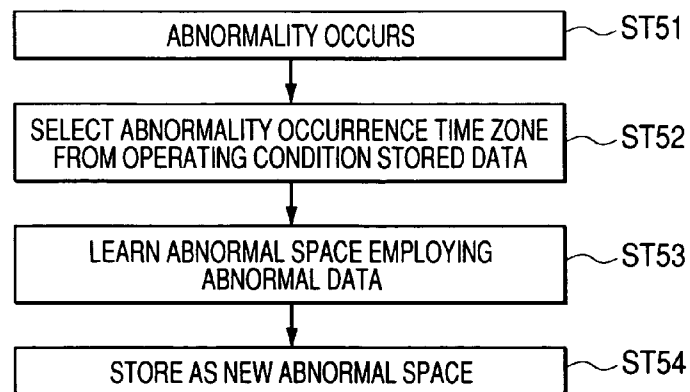 ABNORMALITY OCCURS
ST51
SELECT ABNORMALITY OCCURRENCE TIME ZONE
FROM OPERATING CONDITION STORED DATA
ST52
LEARN ABNORMAL SPACE EMPLOYING
ABNORMAL DATA
ST53
STORE AS NEW ABNORMAL SPACE
ST54